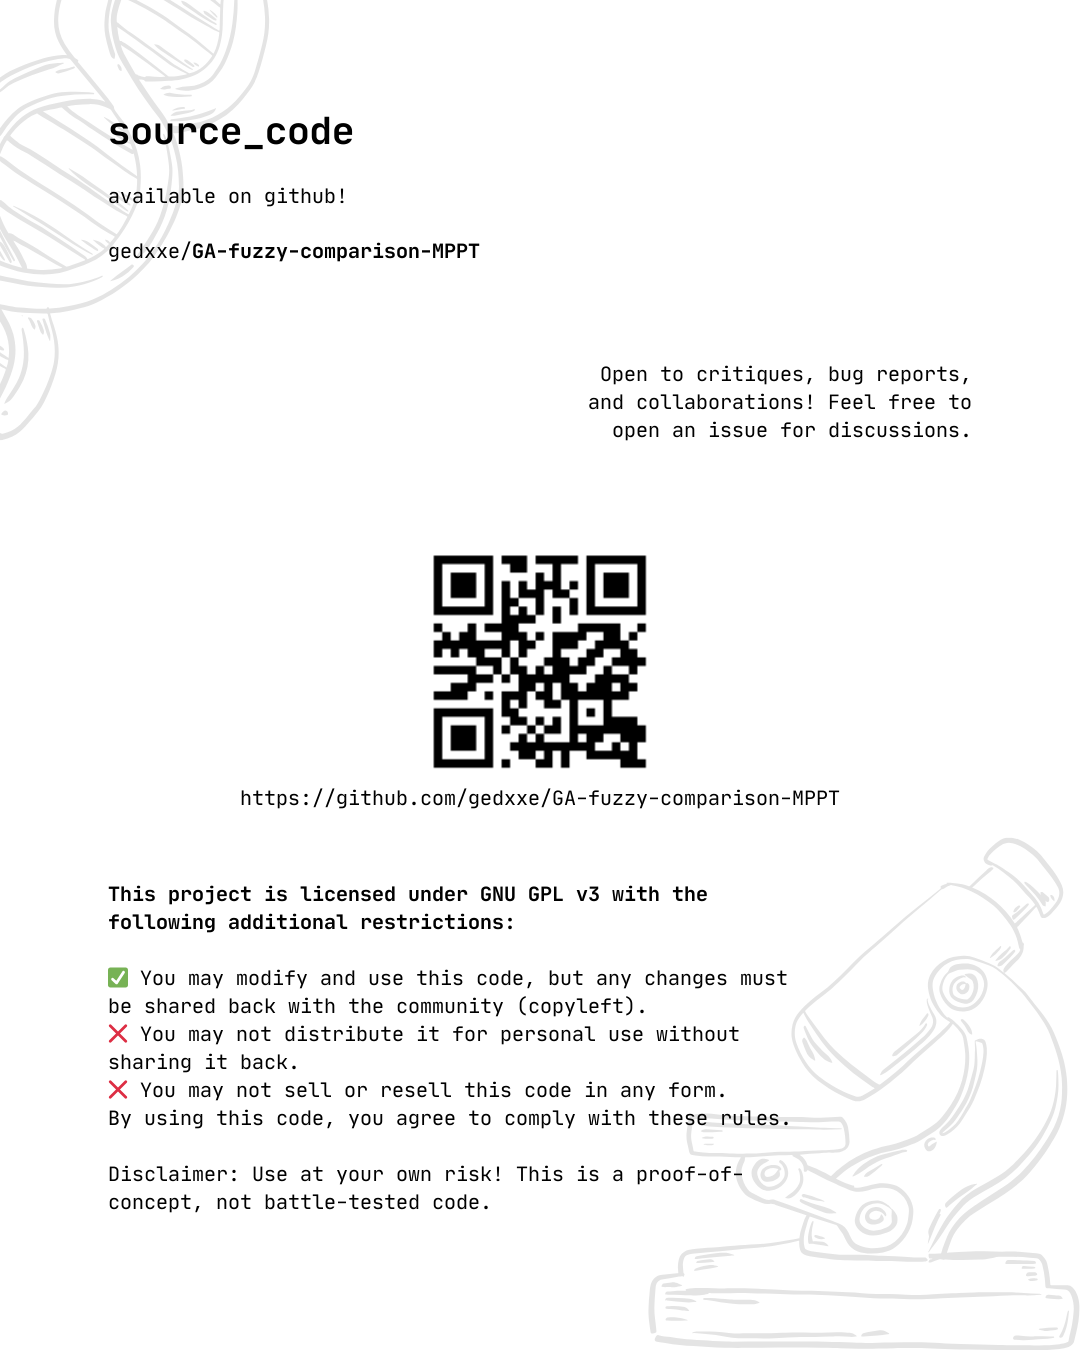 source_code
available on github!
gedxxe/GA-fuzzy-comparison-MPPT
Open to critiques, bug reports,
and collaborations! Feel free to
open an issue for discussions.
https://github.com/gedxxe/GA-fuzzy-comparison-MPPT
This project is licensed under GNU GPL v3 with the
following additional restrictions:
✅ You may modify and use this code, but any changes must
be shared back with the community (copyleft).
❌ You may not distribute it for personal use without
sharing it back.
❌ You may not sell or resell this code in any form.
By using this code, you agree to comply with these rules.
Disclaimer: Use at your own risk! This is a proof-of-
concept, not battle-tested code.